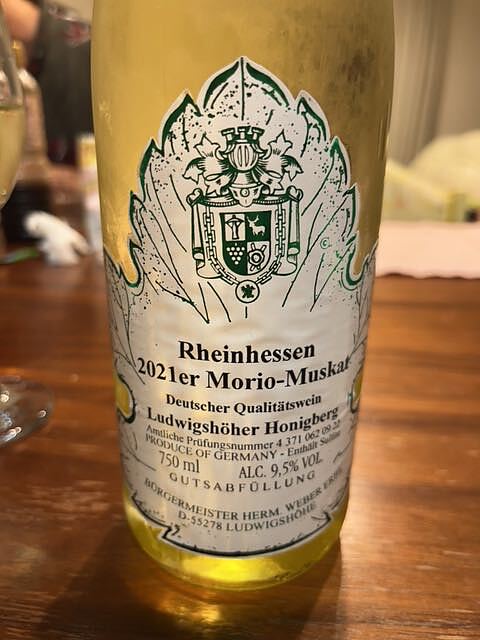 Rheinhessen
2021er Morio-Muskat
Deutscher Qualitätswein
Ludwigshöher Honigberg
Amtliche Prüfungsnummer 4 371 062 09 22
PRODUCE OF GERMANY - Enthält Sulfite
750 ml ALC. 9,5% VOL.
GUTSABFÜLLUNG
BÜRGERMEISTER HERM. WEBER
D-55278 LUDWIGSHÖHE